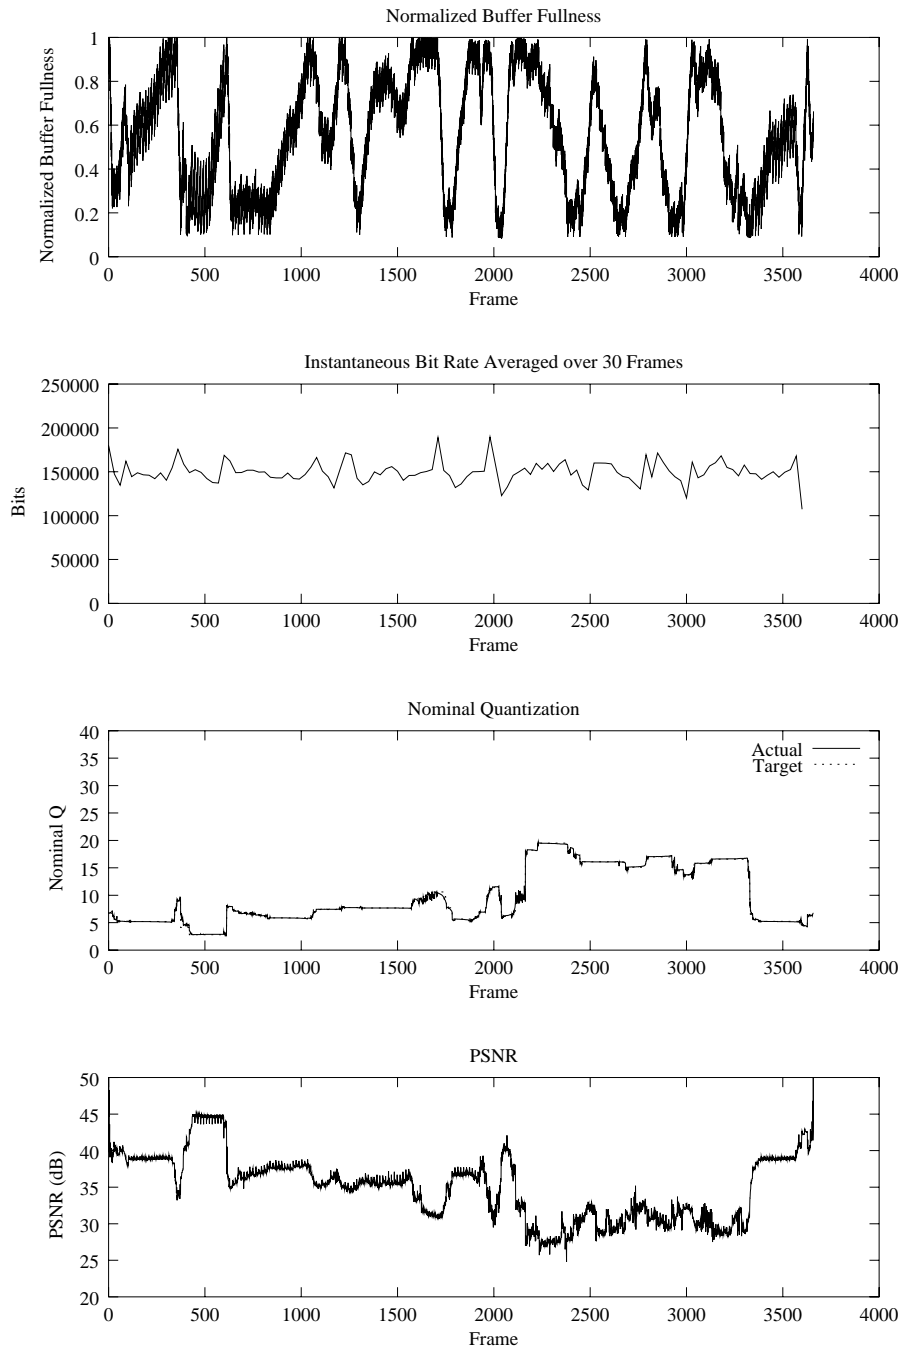 Normalized Buffer Fullness
Normalized Buffer Fullness
1
0.8
0.6
0.4
0.2
0
0 500 1000 1500 2000 2500 3000 3500 4000
Frame
Instantaneous Bit Rate Averaged over 30 Frames
Bits
250000
200000
150000
100000
50000
0
0 500 1000 1500 2000 2500 3000 3500 4000
Frame
Nominal Quantization
Nominal Q
40
35
30
25
20
15
10
5
0
Actual
Target
0 500 1000 1500 2000 2500 3000 3500 4000
Frame
PSNR
PSNR (dB)
50
45
40
35
30
25
20
0 500 1000 1500 2000 2500 3000 3500 4000
Frame